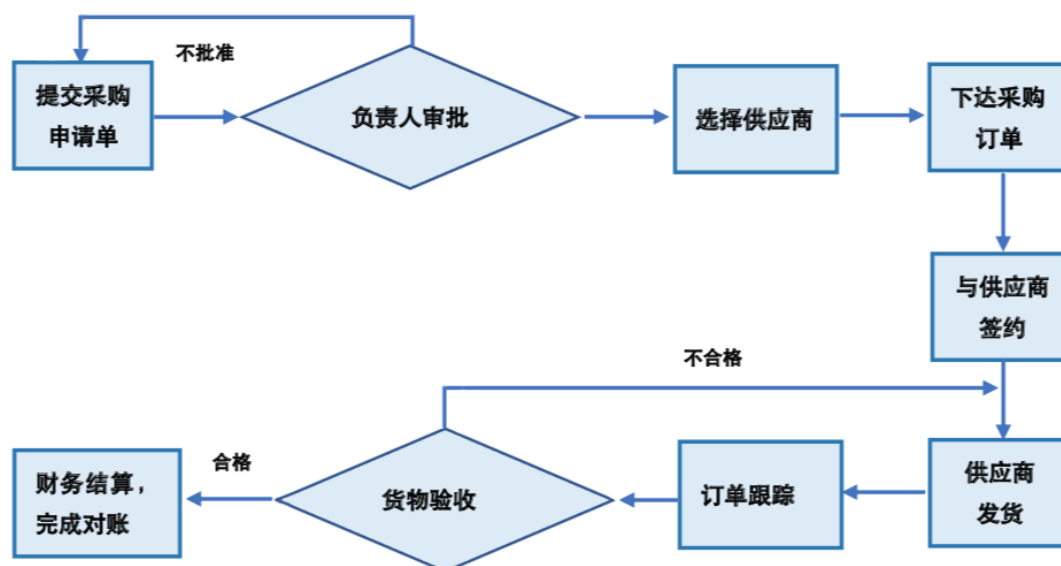 不批准
提交采购
申请单
负责人审批
选择供应商
下达采购
订单
与供应商
签约
不合格
供应商
发货
订单跟踪
货物验收
合格
财务结算，
完成对账